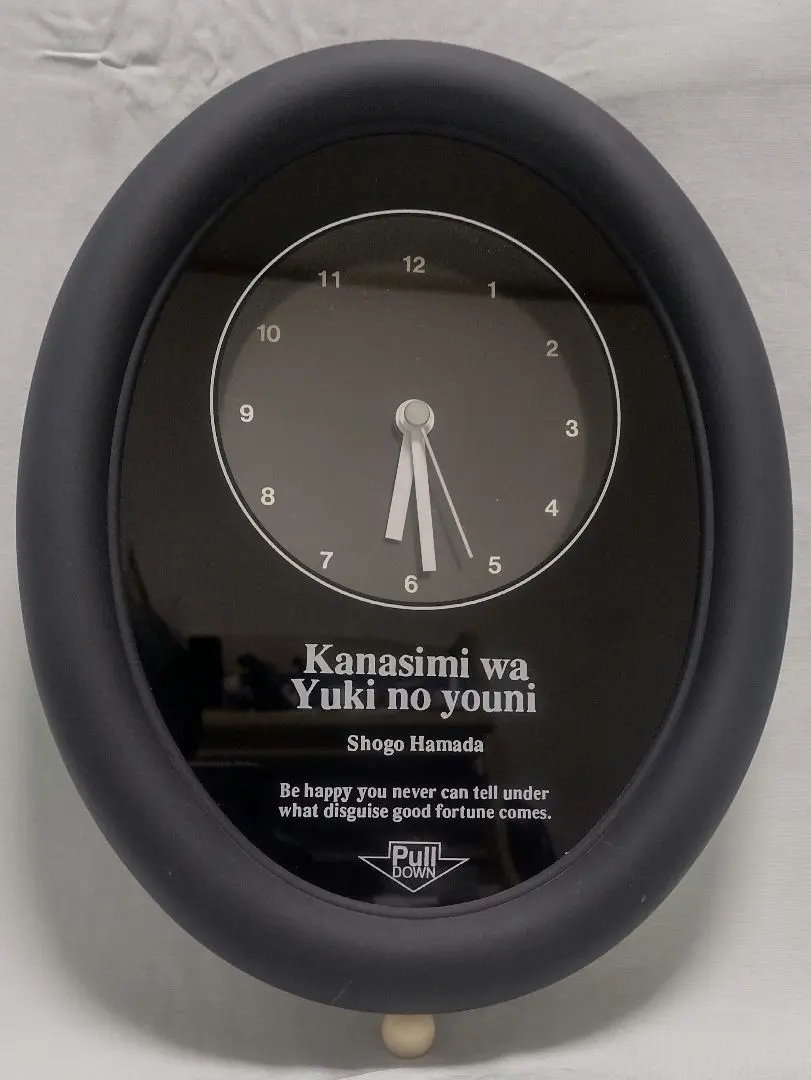 12
11
1
10
2
9
3
8
4
7
5
6
Kanasimi wa
Yuki no youni
Shogo Hamada
Be happy you never can tell under
what disguise good fortune comes.
Pull
DOWN